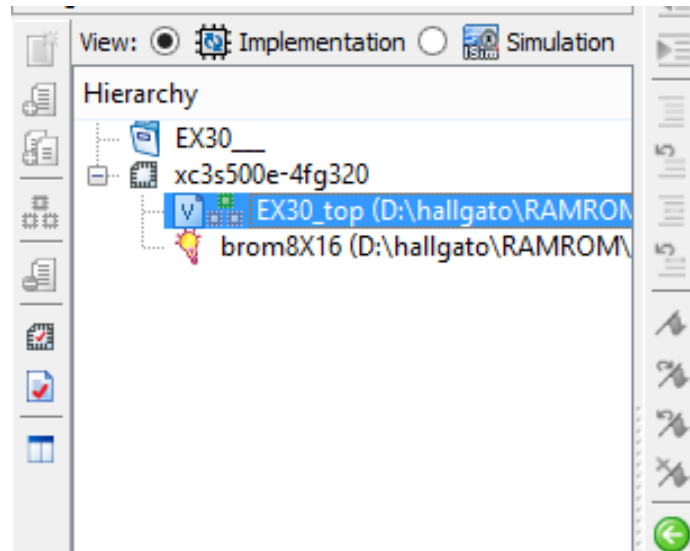 View: Implementation Simulation
Hierarchy
EX30__
xc3s500e-4fg320
EX30_top (D:\hallgato\RAMROM
brom8X16 (D:\hallgato\RAMROM\